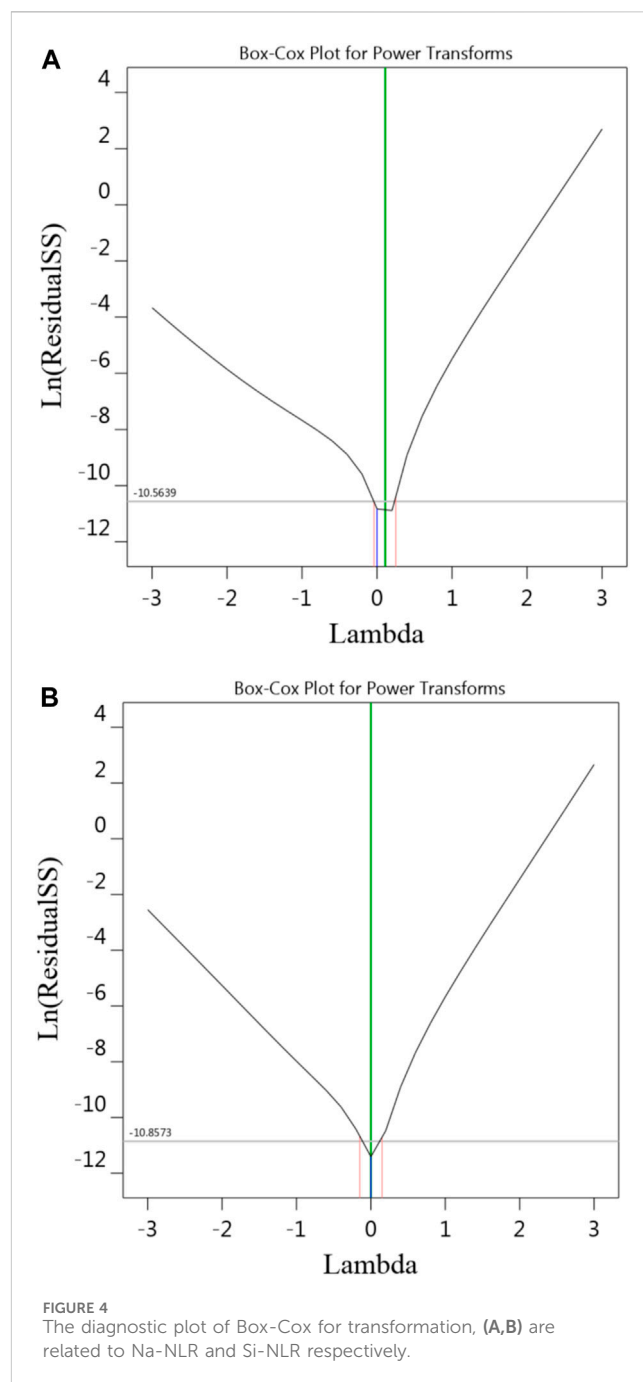 A
Box-Cox Plot for Power Transforms
4
2
0
-2
-4
-6
-8
-10
-12
Ln(ResidualSS)
-10.5639
-3 -2 -1 0 1 2 3
Lambda
B
Box-Cox Plot for Power Transforms
4
2
0
-2
-4
-6
-8
-10
-12
Ln(ResidualSS)
-10.8573
-3 -2 -1 0 1 2 3
Lambda
FIGURE 4
The diagnostic plot of Box-Cox for transformation, (A,B) are
related to Na-NLR and Si-NLR respectively.